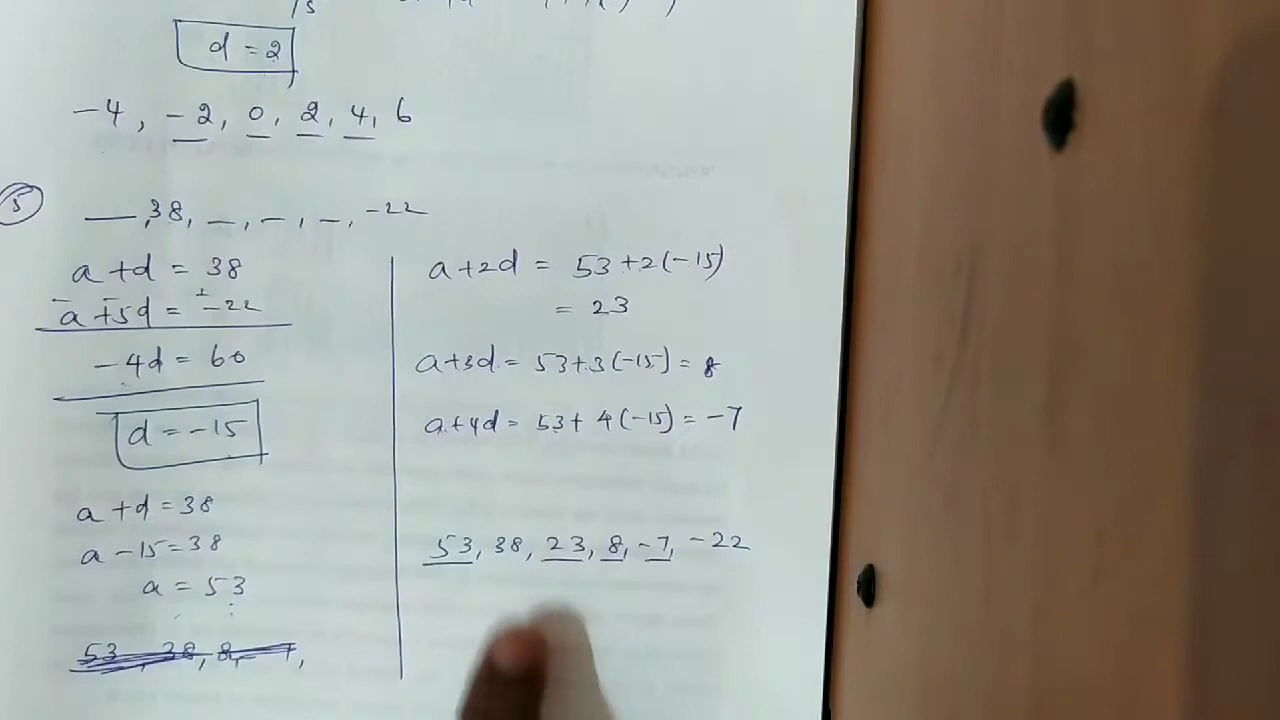 d = 2
-4, -2, 0, 2, 4, 6
5
__, 38, __, __, __, -22
a + d = 38
a + 5d = -22
-4d = 60
d = -15
a + d = 38
a - 15 = 38
a = 53
53, 38, 8, -7,
a + 2d = 53 + 2(-15)
= 23
a + 3d = 53 + 3(-15) = 8
a + 4d = 53 + 4(-15) = -7
53, 38, 23, 8, -7, -22